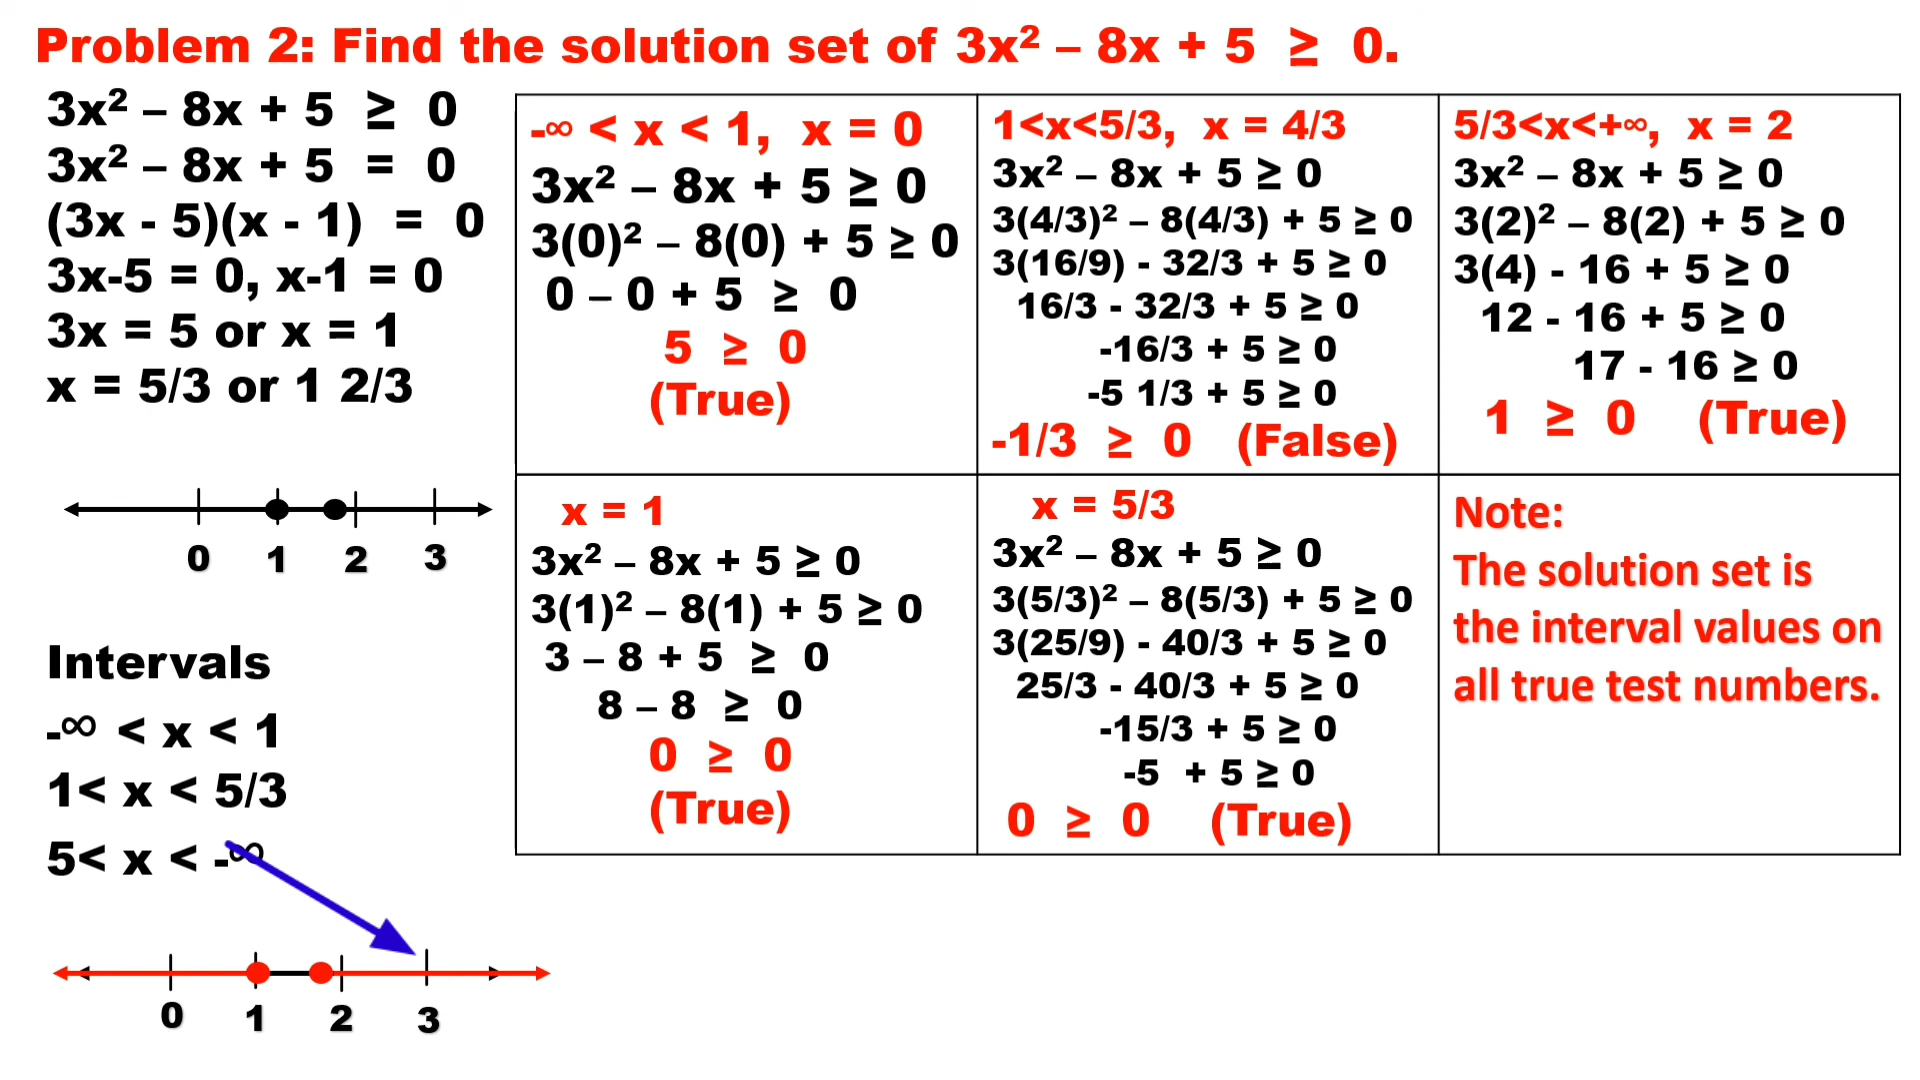 Problem 2: Find the solution set of 3x² – 8x + 5 ≥ 0.
3x² – 8x + 5 ≥ 0
3x² – 8x + 5 = 0
(3x - 5)(x - 1) = 0
3x-5 = 0, x-1 = 0
3x = 5 or x = 1
x = 5/3 or 1 2/3
0 1 2 3
Intervals
-∞ < x < 1
1< x < 5/3
5< x < -∞
0 1 2 3
-∞ < x < 1, x = 0
3x² – 8x + 5 ≥ 0
3(0)² – 8(0) + 5 ≥ 0
0 – 0 + 5 ≥ 0
5 ≥ 0
(True)
1<x<5/3, x = 4/3
3x² – 8x + 5 ≥ 0
3(4/3)² – 8(4/3) + 5 ≥ 0
3(16/9) - 32/3 + 5 ≥ 0
16/3 - 32/3 + 5 ≥ 0
-16/3 + 5 ≥ 0
-5 1/3 + 5 ≥ 0
-1/3 ≥ 0 (False)
5/3<x<+∞, x = 2
3x² – 8x + 5 ≥ 0
3(2)² – 8(2) + 5 ≥ 0
3(4) - 16 + 5 ≥ 0
12 - 16 + 5 ≥ 0
17 - 16 ≥ 0
1 ≥ 0 (True)
x = 1
3x² – 8x + 5 ≥ 0
3(1)² – 8(1) + 5 ≥ 0
3 – 8 + 5 ≥ 0
8 – 8 ≥ 0
0 ≥ 0
(True)
x = 5/3
3x² – 8x + 5 ≥ 0
3(5/3)² – 8(5/3) + 5 ≥ 0
3(25/9) - 40/3 + 5 ≥ 0
25/3 - 40/3 + 5 ≥ 0
-15/3 + 5 ≥ 0
-5 + 5 ≥ 0
0 ≥ 0 (True)
Note:
The solution set is
the interval values on
all true test numbers.